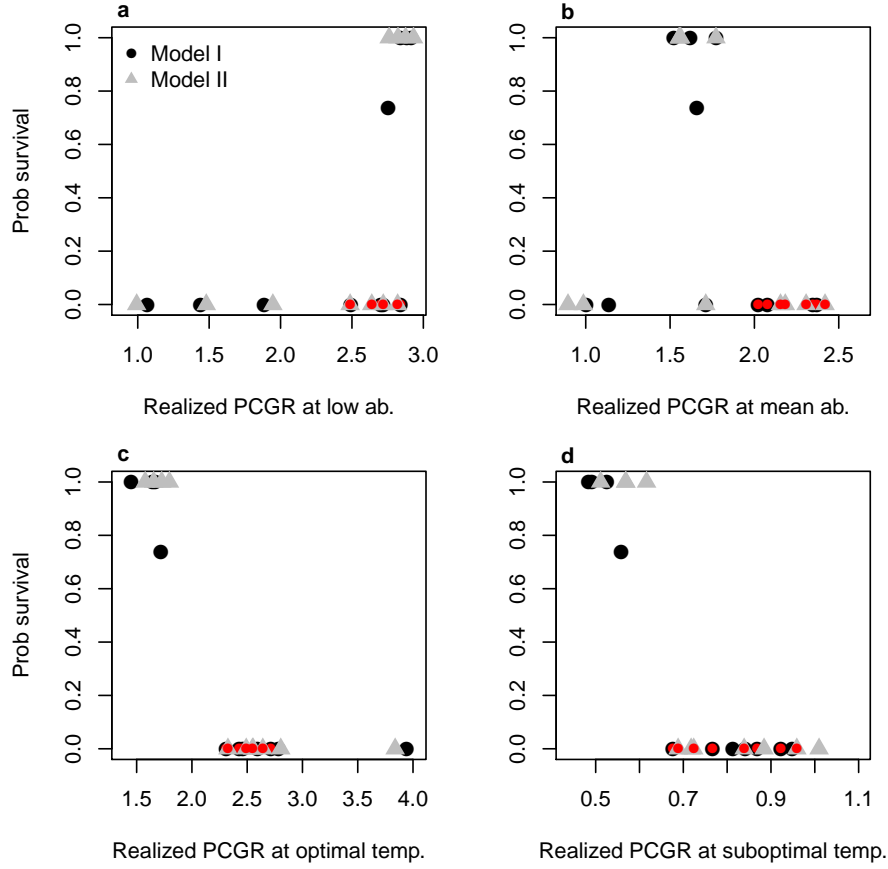 a
Prob survival
0.0 0.2 0.4 0.6 0.8 1.0
Model I
Model II
1.0 1.5 2.0 2.5 3.0
Realized PCGR at low ab.
b
0.0 0.2 0.4 0.6 0.8 1.0
1.0 1.5 2.0 2.5
Realized PCGR at mean ab.
c
Prob survival
0.0 0.2 0.4 0.6 0.8 1.0
1.5 2.0 2.5 3.0 3.5 4.0
Realized PCGR at optimal temp.
d
0.0 0.2 0.4 0.6 0.8 1.0
0.5 0.7 0.9 1.1
Realized PCGR at suboptimal temp.